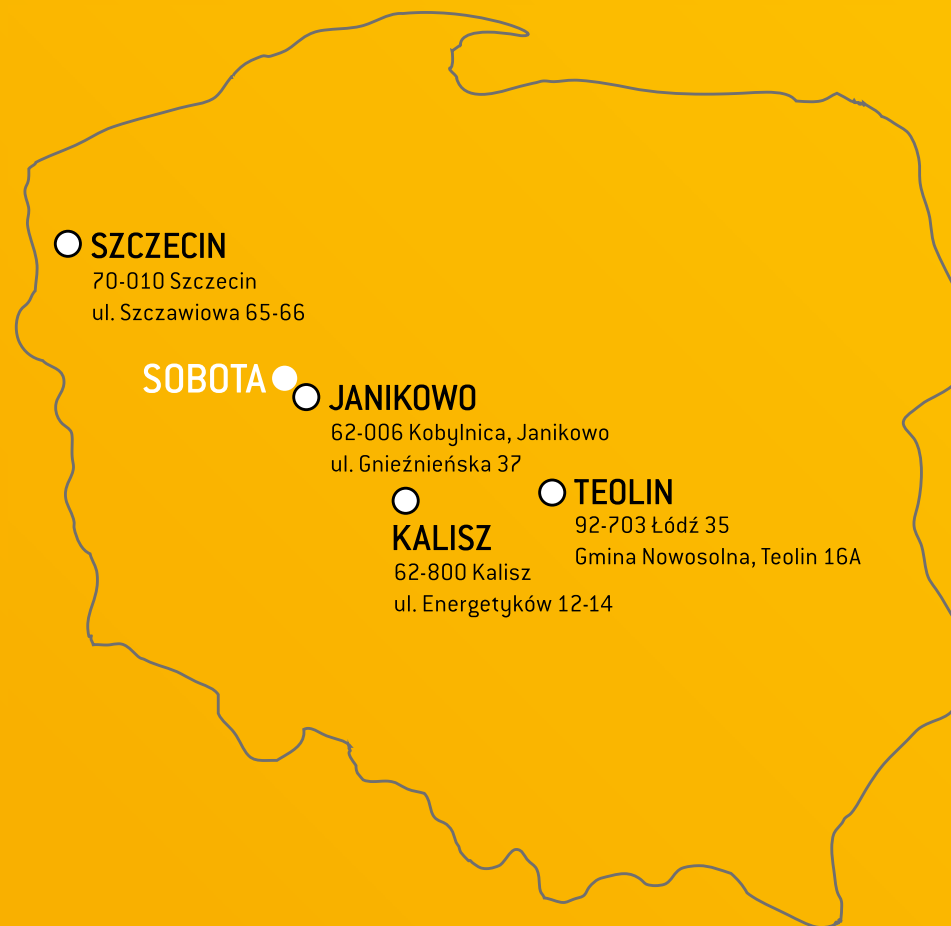 SZCZECIN
70-010 Szczecin
ul. Szczawiowa 65-66
SOBOTA
JANIKOWO
62-006 Kobylnica, Janikowo
ul. Gnieźnieńska 37
KALISZ
62-800 Kalisz
ul. Energetyków 12-14
TEOLIN
92-703 Łódź 35
Gmina Nowosolna, Teolin 16A